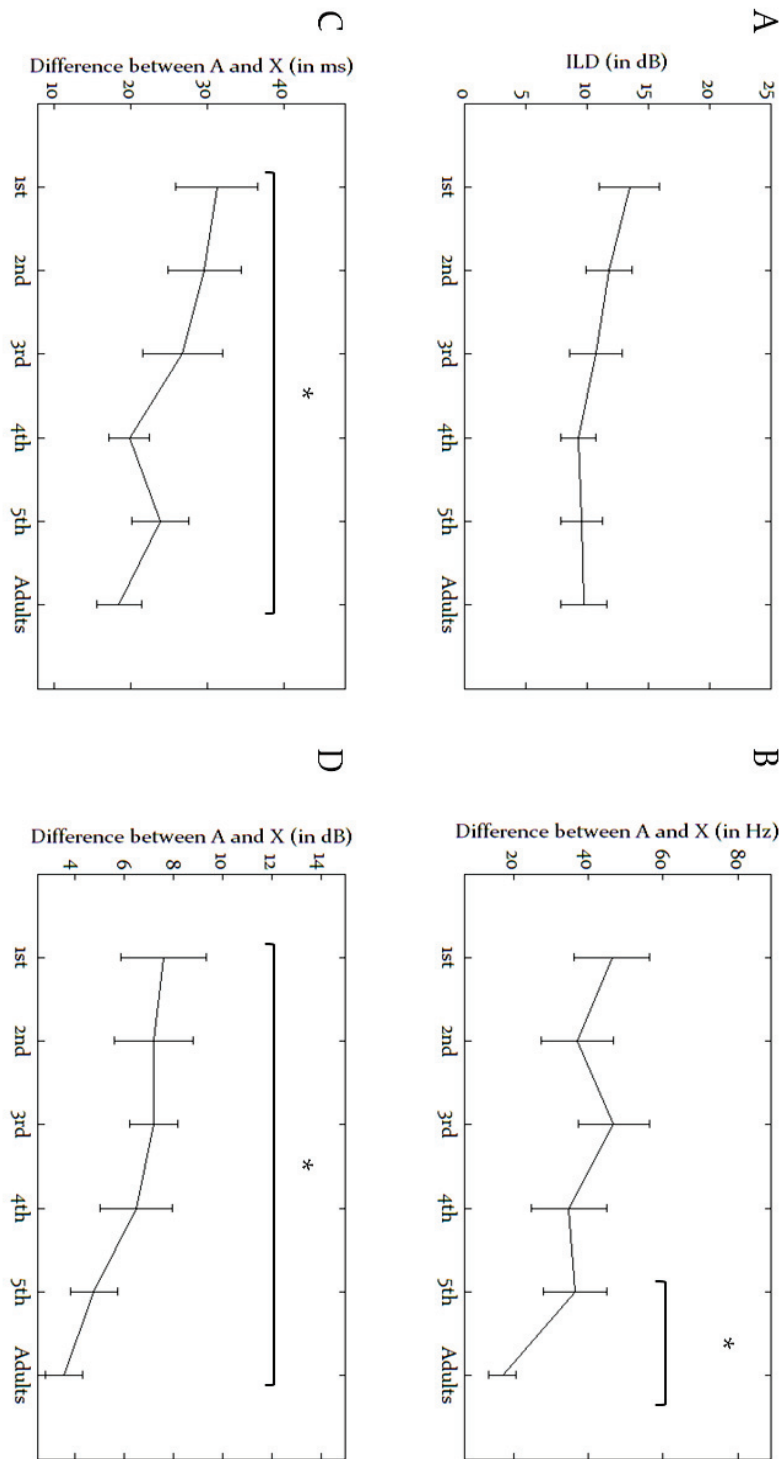 A
ILD (in dB)
25
20
15
10
5
0
1st 2nd 3rd 4th 5th Adults
B
Difference between A and X (in Hz)
80
60
40
20
*
1st 2nd 3rd 4th 5th Adults
C
Difference between A and X (in ms)
40
30
20
10
*
1st 2nd 3rd 4th 5th Adults
D
Difference between A and X (in dB)
14
12
10
8
6
4
*
1st 2nd 3rd 4th 5th Adults